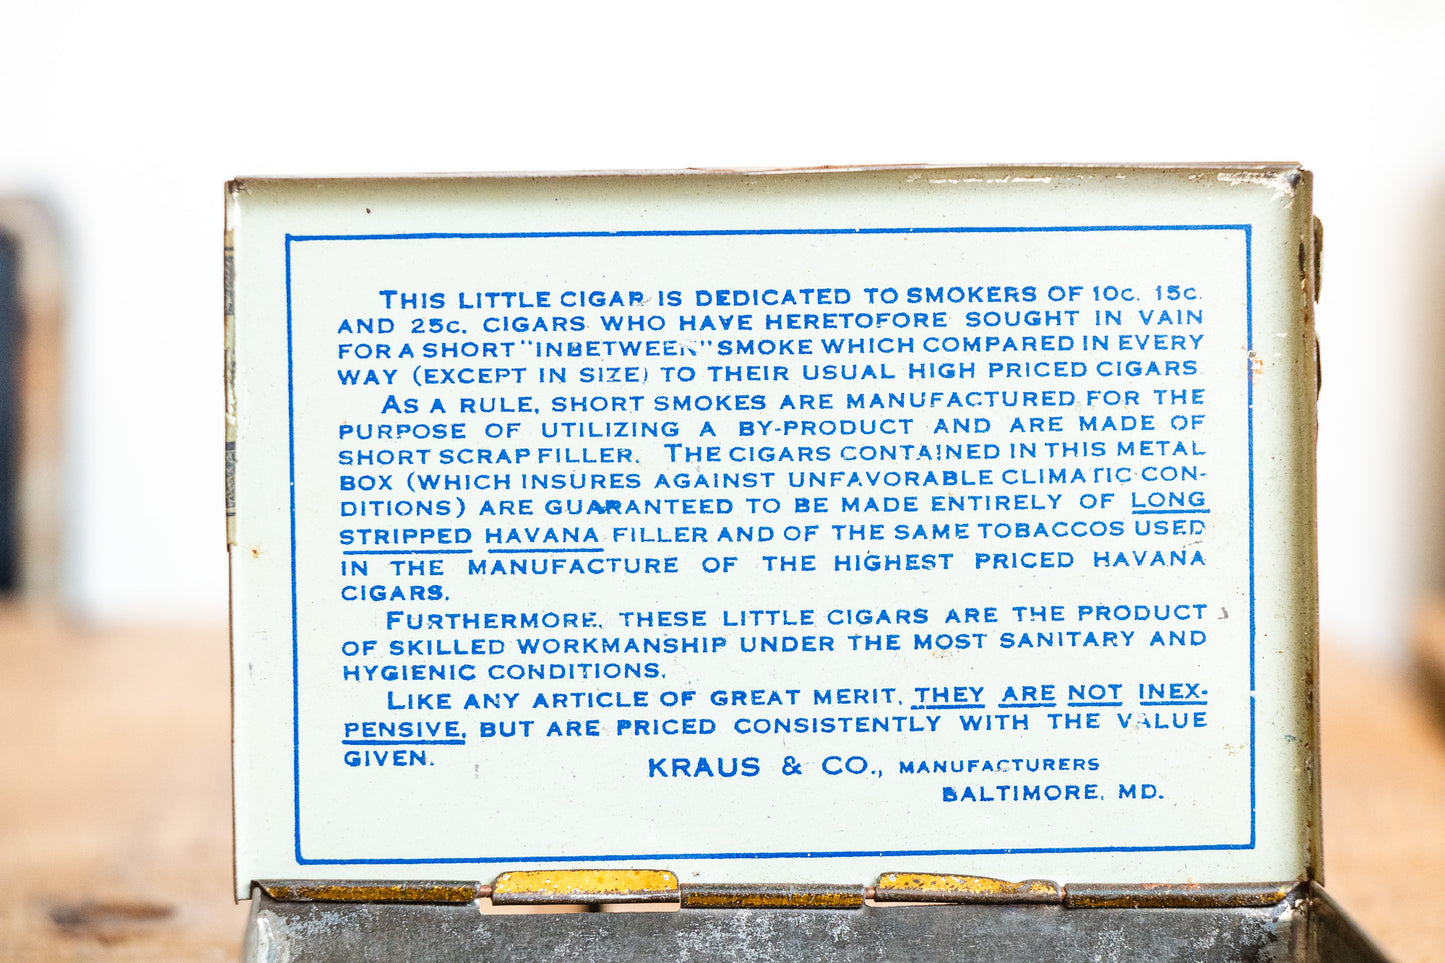 THIS LITTLE CIGAR IS DEDICATED TO SMOKERS OF 10C. 15C.
AND 25C. CIGARS WHO HAVE HERETOFORE SOUGHT IN VAIN
FOR A SHORT "INBETWEEN" SMOKE WHICH COMPARED IN EVERY
WAY (EXCEPT IN SIZE) TO THEIR USUAL HIGH PRICED CIGARS
AS A RULE, SHORT SMOKES ARE MANUFACTURED FOR THE
PURPOSE OF UTILIZING A BY-PRODUCT AND ARE MADE OF
SHORT SCRAP FILLER. THE CIGARS CONTAINED IN THIS METAL
BOX (WHICH INSURES AGAINST UNFAVORABLE CLIMATIC CON-
DITIONS) ARE GUARANTEED TO BE MADE ENTIRELY OF LONG
STRIPPED HAVANA FILLER AND OF THE SAME TOBACCOS USED
IN THE MANUFACTURE OF THE HIGHEST PRICED HAVANA
CIGARS.
FURTHERMORE, THESE LITTLE CIGARS ARE THE PRODUCT
OF SKILLED WORKMANSHIP UNDER THE MOST SANITARY AND
HYGIENIC CONDITIONS.
LIKE ANY ARTICLE OF GREAT MERIT, THEY ARE NOT INEX-
PENSIVE, BUT ARE PRICED CONSISTENTLY WITH THE VALUE
GIVEN.
KRAUS & CO., MANUFACTURERS
BALTIMORE, MD.